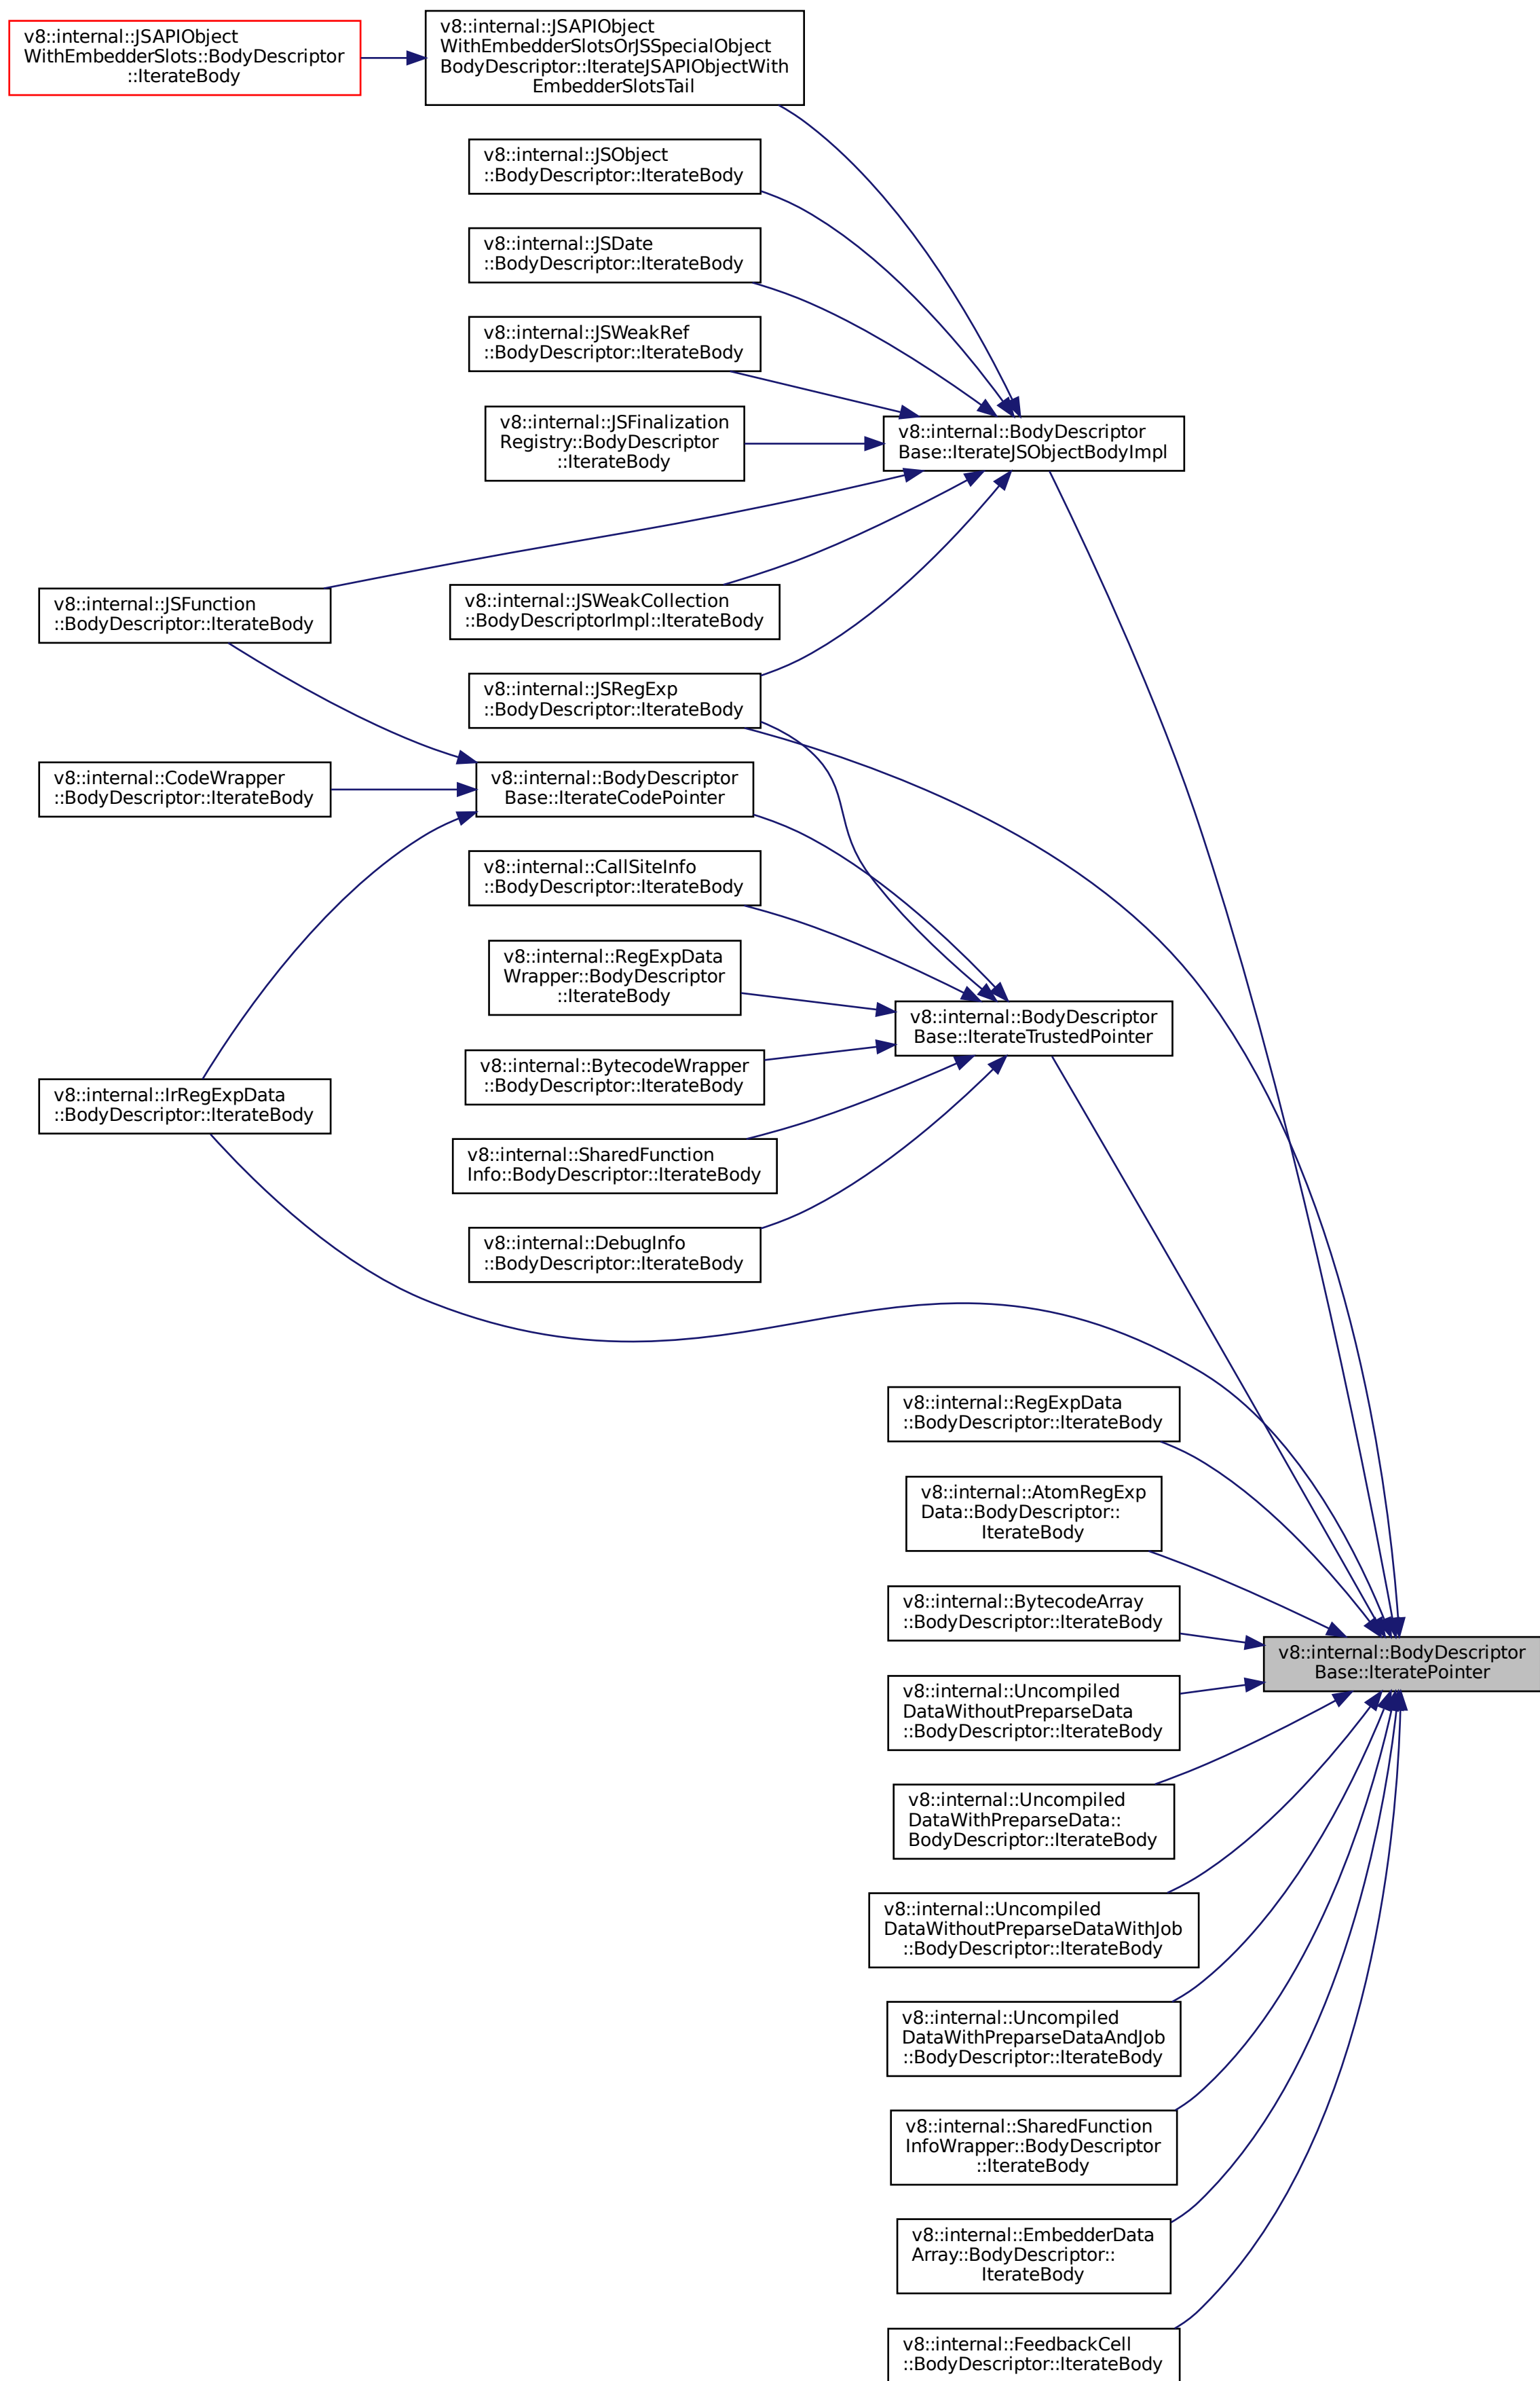 v8::internal::JSAPIObject
WithEmbedderSlots::BodyDescriptor
::IterateBody
v8::internal::JSAPIObject
WithEmbedderSlotsOrJSSpecialObject
BodyDescriptor::IterateJSAPIObjectWith
EmbedderSlotsTail
v8::internal::JSObject
::BodyDescriptor::IterateBody
v8::internal::JSDate
::BodyDescriptor::IterateBody
v8::internal::JSWeakRef
::BodyDescriptor::IterateBody
v8::internal::JSFinalization
Registry::BodyDescriptor
::IterateBody
v8::internal::BodyDescriptor
Base::IterateJSObjectBodyImpl
v8::internal::JSFunction
::BodyDescriptor::IterateBody
v8::internal::JSWeakCollection
::BodyDescriptorImpl::IterateBody
v8::internal::JSRegExp
::BodyDescriptor::IterateBody
v8::internal::CodeWrapper
::BodyDescriptor::IterateBody
v8::internal::BodyDescriptor
Base::IterateCodePointer
v8::internal::CallSiteInfo
::BodyDescriptor::IterateBody
v8::internal::RegExpData
Wrapper::BodyDescriptor
::IterateBody
v8::internal::BodyDescriptor
Base::IterateTrustedPointer
v8::internal::BytecodeWrapper
::BodyDescriptor::IterateBody
v8::internal::IrRegExpData
::BodyDescriptor::IterateBody
v8::internal::SharedFunction
Info::BodyDescriptor::IterateBody
v8::internal::DebugInfo
::BodyDescriptor::IterateBody
v8::internal::RegExpData
::BodyDescriptor::IterateBody
v8::internal::AtomRegExp
Data::BodyDescriptor::
IterateBody
v8::internal::BytecodeArray
::BodyDescriptor::IterateBody
v8::internal::BodyDescriptor
Base::IteratePointer
v8::internal::Uncompiled
DataWithoutPreparseData
::BodyDescriptor::IterateBody
v8::internal::Uncompiled
DataWithPreparseData::
BodyDescriptor::IterateBody
v8::internal::Uncompiled
DataWithoutPreparseDataWithJob
::BodyDescriptor::IterateBody
v8::internal::Uncompiled
DataWithPreparseDataAndJob
::BodyDescriptor::IterateBody
v8::internal::SharedFunction
InfoWrapper::BodyDescriptor
::IterateBody
v8::internal::EmbedderData
Array::BodyDescriptor::
IterateBody
v8::internal::FeedbackCell
::BodyDescriptor::IterateBody